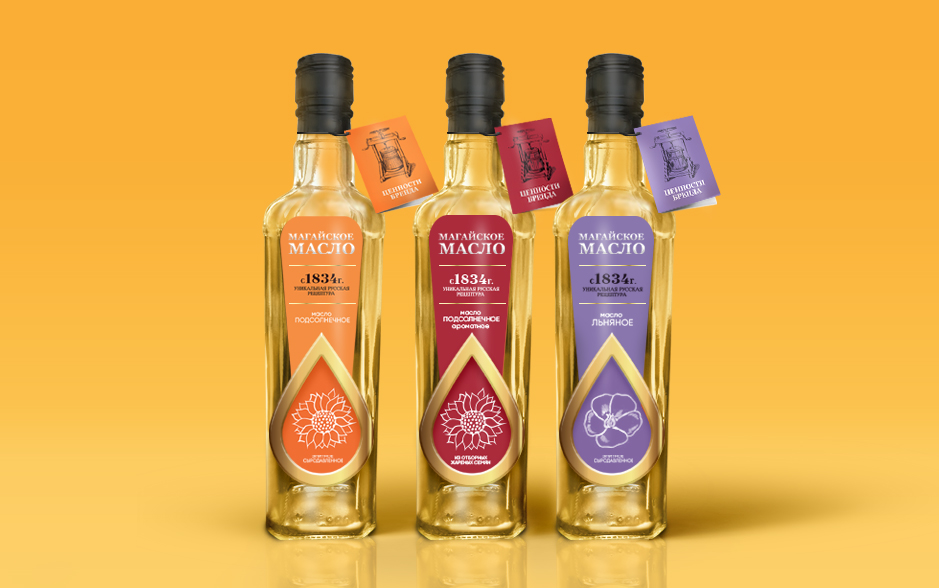 ЦЕННОСТИ
БРЕНДА
МАГАЙСКОЕ
МАСЛО
с1834г.
УНИКАЛЬНАЯ РУССКАЯ
РЕЦЕПТУРА
масло
ПОДСОЛНЕЧНОЕ
СЫРОДАВЛЕННОЕ
ЦЕННОСТИ
БРЕНДА
МАГАЙСКОЕ
МАСЛО
с1834г.
УНИКАЛЬНАЯ РУССКАЯ
РЕЦЕПТУРА
масло
ПОДСОЛНЕЧНОЕ
ароматное
ИЗ ОТБОРНЫХ
ЖАРЕНЫХ СЕМЯН
ЦЕННОСТИ
БРЕНДА
МАГАЙСКОЕ
МАСЛО
с1834г.
УНИКАЛЬНАЯ РУССКАЯ
РЕЦЕПТУРА
масло
ЛЬНЯНОЕ
СЫРОДАВЛЕННОЕ